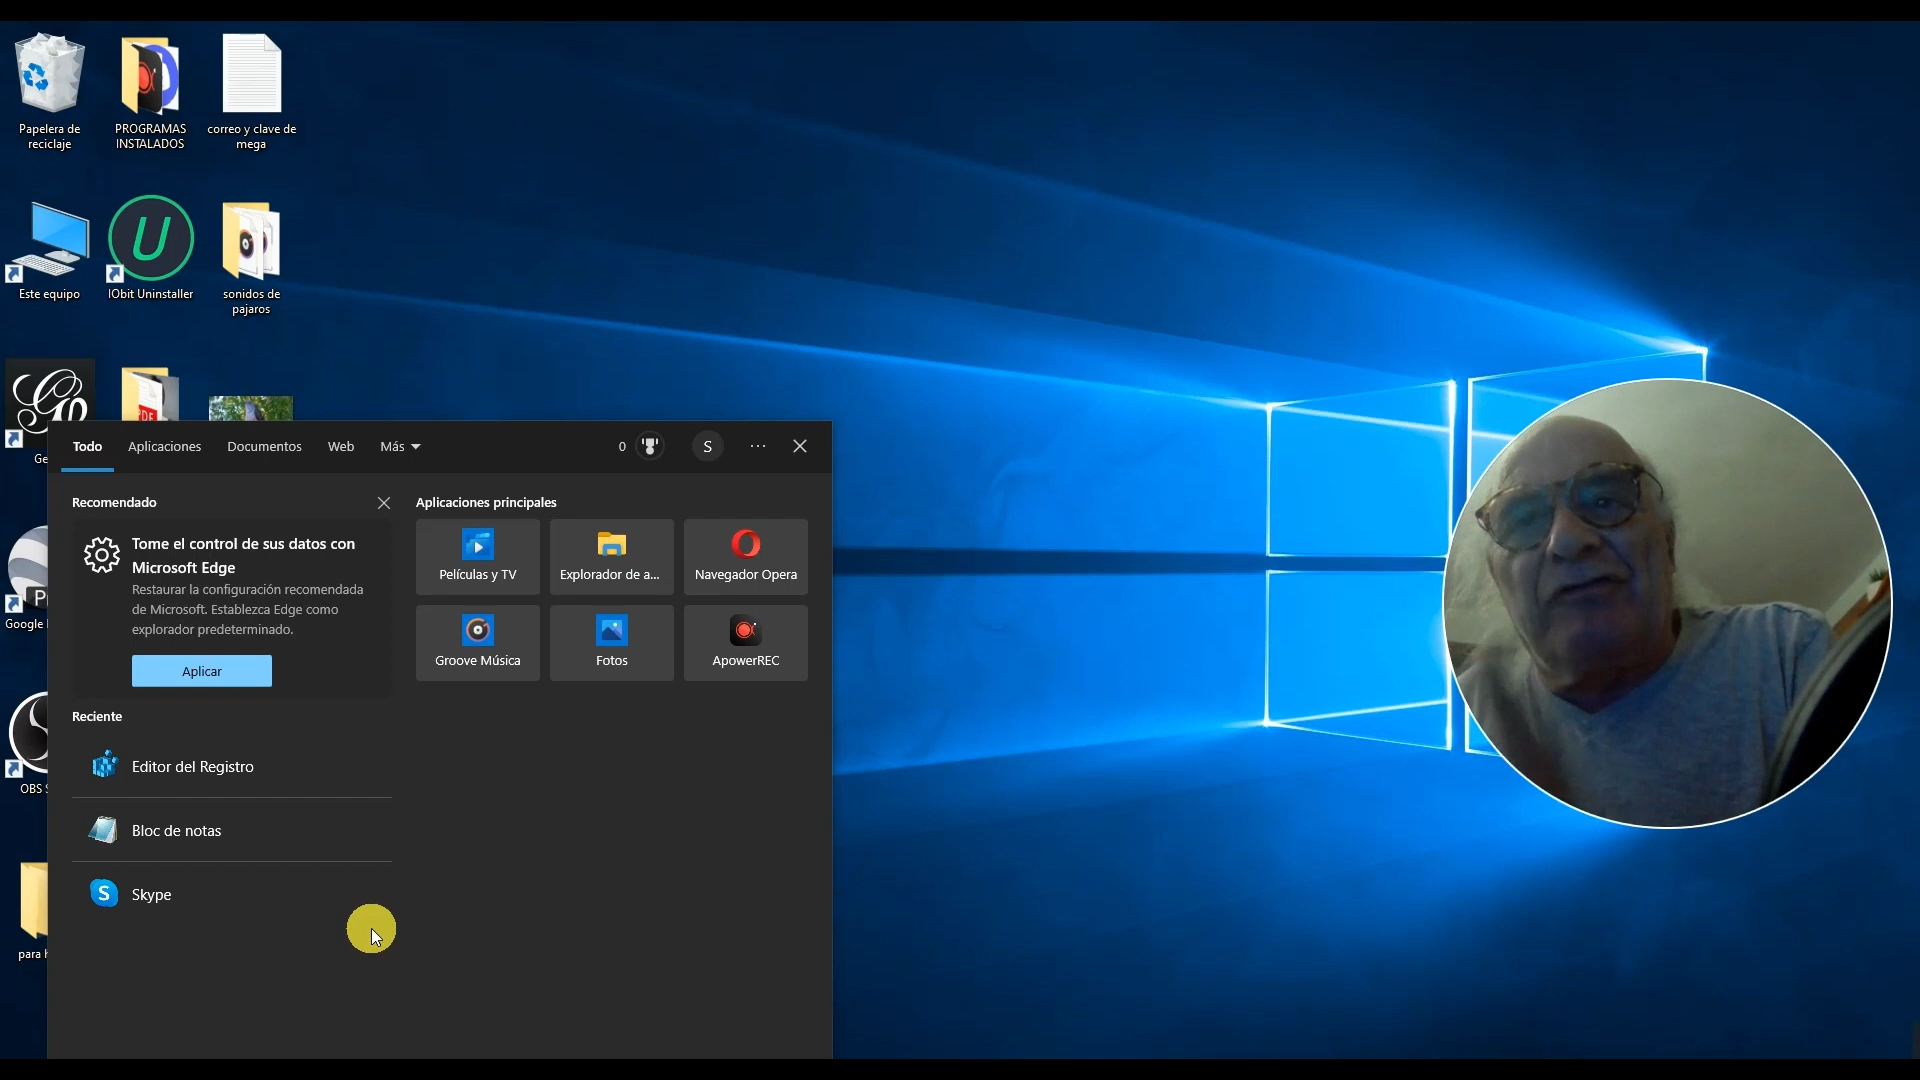 Papelera de
reciclaje
PROGRAMAS
INSTALADOS
correo y clave de
mega
Este equipo
IObit Uninstaller
sonidos de
pajaros
Ge
Google
OBS S
para h
Todo
Aplicaciones
Documentos
Web
Más
0
S
Recomendado
Tome el control de sus datos con
Microsoft Edge
Restaurar la configuración recomendada
de Microsoft. Establezca Edge como
explorador predeterminado.
Aplicar
Aplicaciones principales
Películas y TV
Explorador de a...
Navegador Opera
Groove Música
Fotos
ApowerREC
Reciente
Editor del Registro
Bloc de notas
Skype